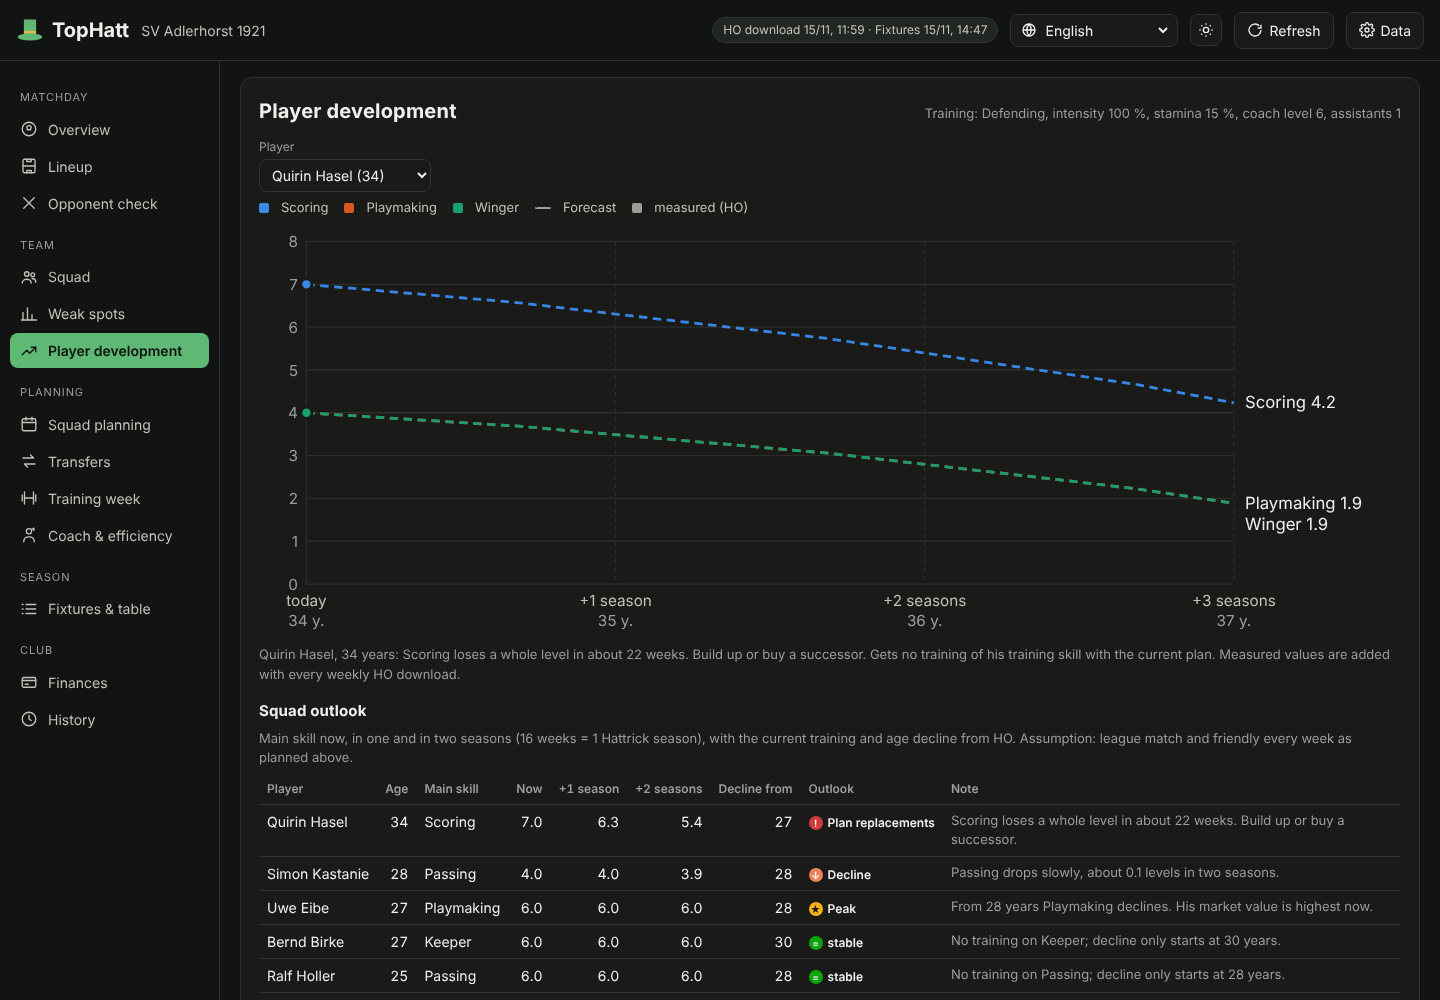 TopHatt SV Adlerhorst 1921
HO download 15/11, 11:59 · Fixtures 15/11, 14:47
English
Refresh
Data
MATCHDAY
Overview
Lineup
Opponent check
TEAM
Squad
Weak spots
Player development
PLANNING
Squad planning
Transfers
Training week
Coach & efficiency
SEASON
Fixtures & table
CLUB
Finances
History
Player development
Training: Defending, intensity 100 %, stamina 15 %, coach level 6, assistants 1
Player
Quirin Hasel (34)
Scoring Playmaking Winger Forecast measured (HO)
8
7
6
5
4
3
2
1
0
Scoring 4.2
Playmaking 1.9
Winger 1.9
today +1 season +2 seasons +3 seasons
34 y. 35 y. 36 y. 37 y.
Quirin Hasel, 34 years: Scoring loses a whole level in about 22 weeks. Build up or buy a successor. Gets no training of his training skill with the current plan. Measured values are added
with every weekly HO download.
Squad outlook
Main skill now, in one and in two seasons (16 weeks = 1 Hattrick season), with the current training and age decline from HO. Assumption: league match and friendly every week as
planned above.
Player Age Main skill Now +1 season +2 seasons Decline from Outlook Note
Quirin Hasel 34 Scoring 7.0 6.3 5.4 27 Plan replacements Scoring loses a whole level in about 22 weeks. Build up or buy a
successor.
Simon Kastanie 28 Passing 4.0 4.0 3.9 28 Decline Passing drops slowly, about 0.1 levels in two seasons.
Uwe Eibe 27 Playmaking 6.0 6.0 6.0 28 Peak From 28 years Playmaking declines. His market value is highest now.
Bernd Birke 27 Keeper 6.0 6.0 6.0 30 stable No training on Keeper; decline only starts at 30 years.
Ralf Holler 25 Passing 6.0 6.0 6.0 28 stable No training on Passing; decline only starts at 28 years.